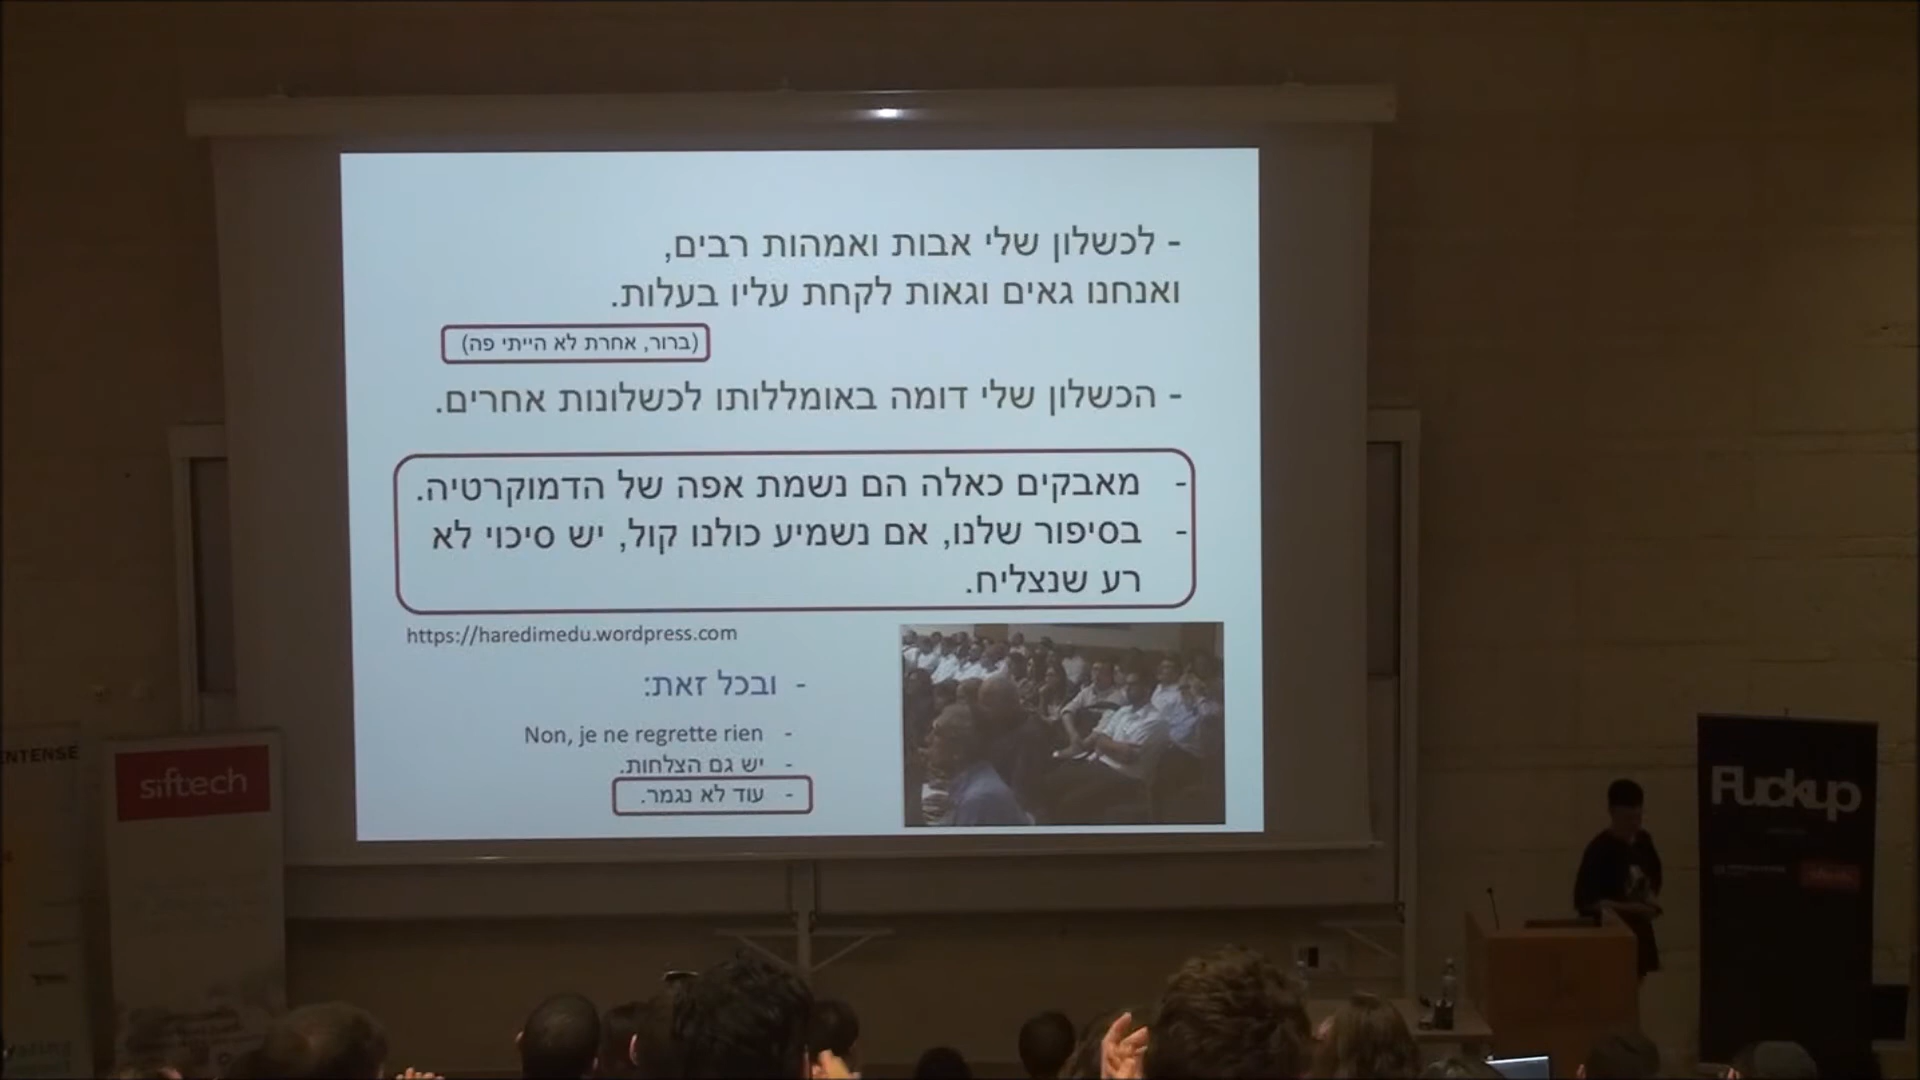 - לכשלון שלי אבות ואמהות רבים,
ואנחנו גאים וגאות לקחת עליו בעלות.
(ברור, אחרת לא הייתי פה)
- הכשלון שלי דומה באומללותו לכשלונות אחרים.
- מאבקים כאלה הם נשמת אפה של הדמוקרטיה.
- בסיפור שלנו, אם נשמיע כולנו קול, יש סיכוי לא
רע שנצליח.
https://haredimedu.wordpress.com
- ובכל זאת:
- Non, je ne regrette rien
- יש גם הצלחות.
- עוד לא נגמר.
ENTENSE
siftech
Fuckup